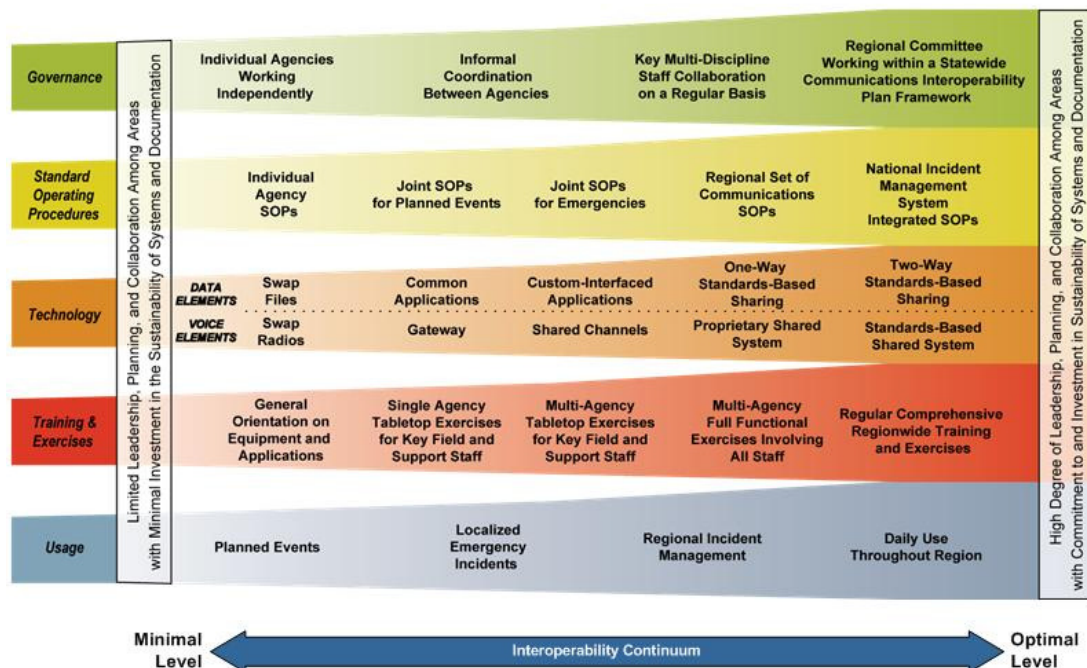 Governance
Individual Agencies
Working
Independently
Informal
Coordination
Between Agencies
Key Multi-Discipline
Staff Collaboration
on a Regular Basis
Regional Committee
Working within a Statewide
Communications Interoperability
Plan Framework
Standard
Operating
Procedures
Individual
Agency
SOPs
Joint SOPs
for Planned Events
Joint SOPs
for Emergencies
Regional Set of
Communications
SOPs
National Incident
Management
System
Integrated SOPs
Technology
DATA
ELEMENTS
Swap
Files
Common
Applications
Custom-Interfaced
Applications
One-Way
Standards-Based
Sharing
Two-Way
Standards-Based
Sharing
VOICE
ELEMENTS
Swap
Radios
Gateway
Shared Channels
Proprietary Shared
System
Standards-Based
Shared System
Training &
Exercises
General
Orientation on
Equipment and
Applications
Single Agency
Tabletop Exercises
for Key Field and
Support Staff
Multi-Agency
Tabletop Exercises
for Key Field and
Support Staff
Multi-Agency
Full Functional
Exercises Involving
All Staff
Regular Comprehensive
Regionwide Training
and Exercises
Usage
Planned Events
Localized
Emergency
Incidents
Regional Incident
Management
Daily Use
Throughout Region
Limited Leadership, Planning, and Collaboration Among Areas
with Minimal Investment in the Sustainability of Systems and Documentation
High Degree of Leadership, Planning, and Collaboration Among Areas
with Commitment to and Investment in Sustainability of Systems and Documentation
Minimal
Level
Interoperability Continuum
Optimal
Level